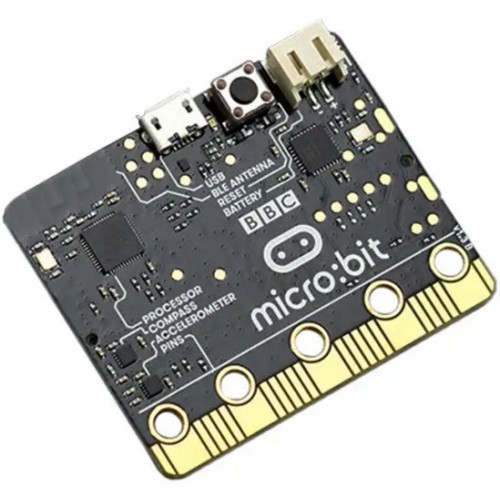 USB
BLE ANTENNA
RESET
BATTERY
BBC
micro:bit
PROCESSOR
COMPASS
ACCELEROMETER
PINS